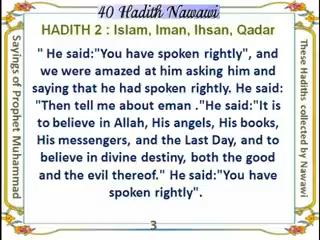 40 Hadith Nawawi
HADITH 2 : Islam, Iman, Ihsan, Qadar
Sayings of Prophet Muhammad
" He said:"You have spoken rightly", and
we were amazed at him asking him and
saying that he had spoken rightly. He said:
"Then tell me about eman ."He said:"It is
to believe in Allah, His angels, His books,
His messengers, and the Last Day, and to
believe in divine destiny, both the good
and the evil thereof." He said:"You have
spoken rightly".
These Hadiths collected by Nawawi
3